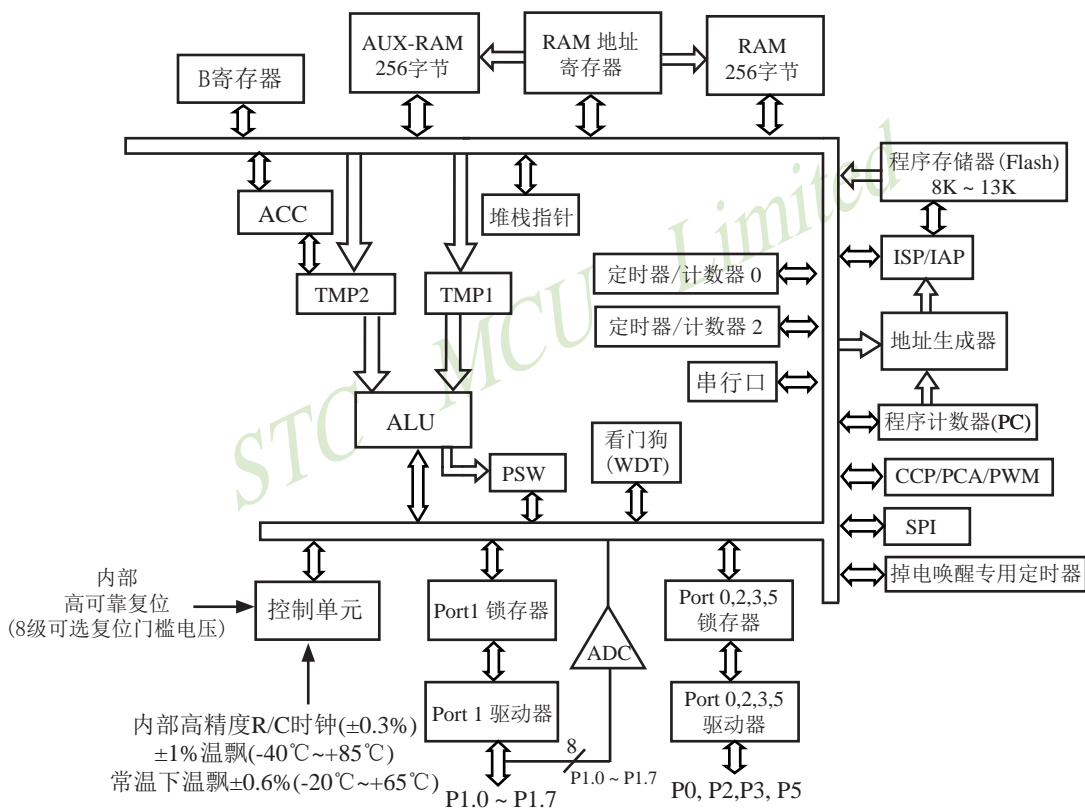 AUX-RAM
256字节
RAM 地址
寄存器
RAM
256字节
B寄存器
程序存储器(Flash)
8K ~ 13K
ACC
堆栈指针
ISP/IAP
定时器/计数器 0
TMP2
TMP1
定时器/计数器 2
地址生成器
串行口
ALU
程序计数器(PC)
看门狗
(WDT)
PSW
CCP/PCA/PWM
SPI
掉电唤醒专用定时器
内部
高可靠复位
(8级可选复位门槛电压)
控制单元
Port1 锁存器
ADC
Port 0,2,3,5
锁存器
内部高精度R/C时钟(±0.3%)
±1%温飘(-40℃~+85℃)
常温下温飘±0.6%(-20℃~+65℃)
Port 1 驱动器
Port 0,2,3,5
驱动器
8
P1.0 ~ P1.7
P1.0 ~ P1.7
P0, P2,P3, P5
STC MCU Limited